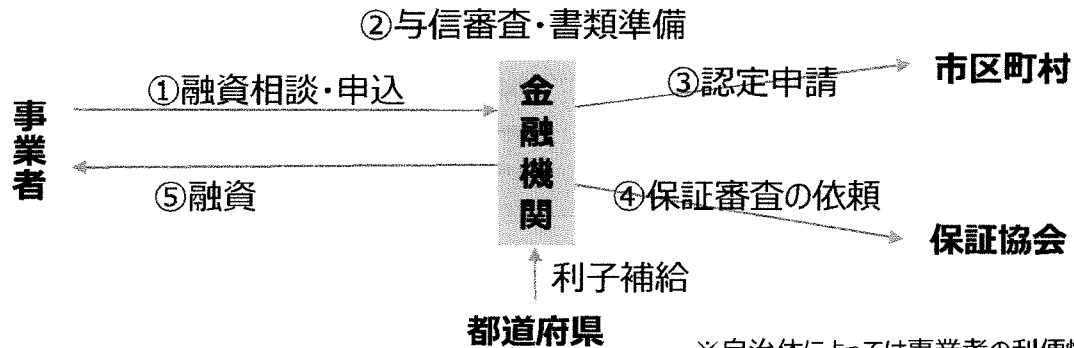 ②与信審査・書類準備
市区町村
③認定申請
①融資相談・申込
金融機関
事業者
⑤融資
④保証審査の依頼
保証協会
利子補給
都道府県